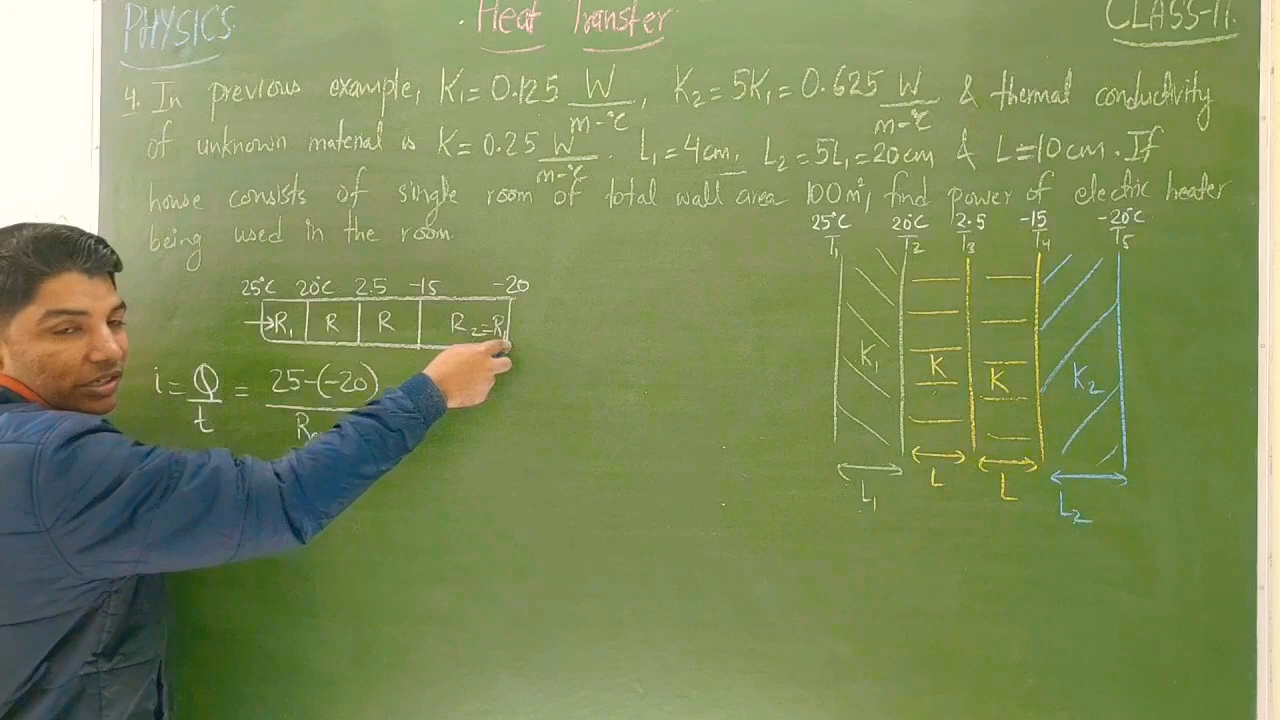 PHYSICS
Heat Transfer
CLASS-11.
4. In previous example, K₁ = 0.125 W/m-°C, K₂ = 5K₁ = 0.625 W/m-°C & thermal conductivity
of unknown material is K = 0.25 W/m-°C. L₁ = 4cm, L₂ = 5L₁ = 20cm & L = 10cm. If
house consists of single room of total wall area 100m², find power of electric heater
being used in the room.
25°C 20°C 2.5 -15 -20°C
T₁ T₂ T₃ T₄ T₅
25°C 20°C 2.5 -15 -20
R₁ R R R₂=R₁
K₁ K K K₂
i = Q/t = 25-(-20)
L₁ L L L₂